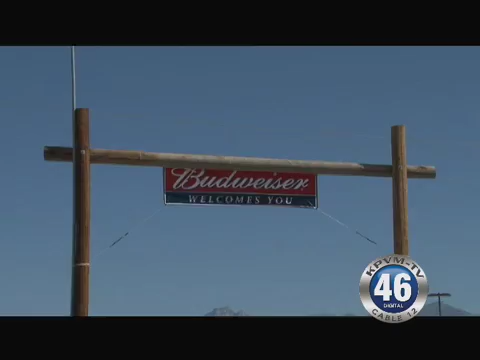 Budweiser
WELCOMES YOU
KPVM-TV
46
DIGITAL
CABLE 12